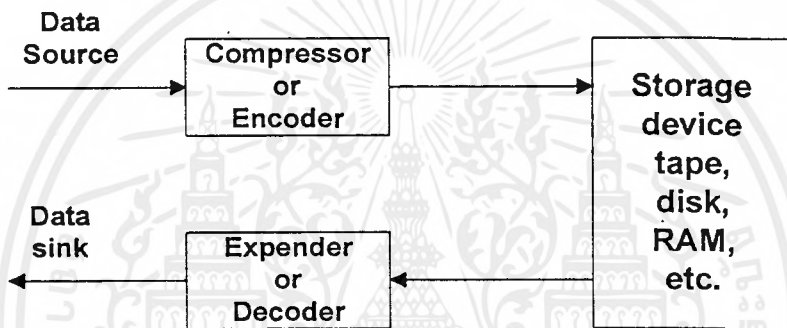 Data
Source
Compressor
or
Encoder
Storage
device
tape,
disk,
RAM,
etc.
Data
sink
Expender
or
Decoder